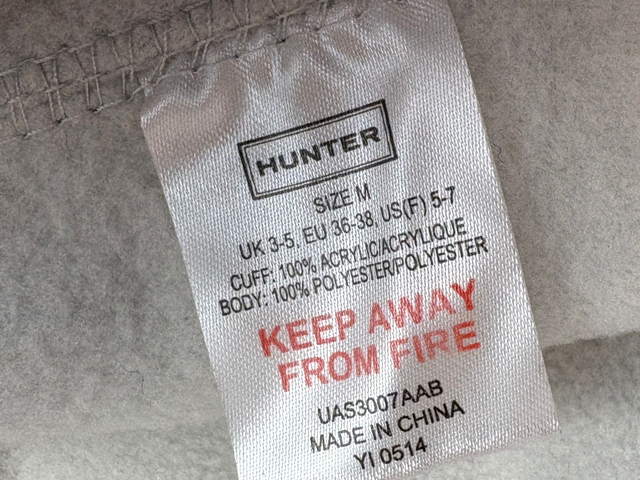 HUNTER
SIZE M
UK 3-5, EU 36-38, US(F) 5-7
CUFF: 100% ACRYLIC/ACRYLIQUE
BODY: 100% POLYESTER/POLYESTER
KEEP AWAY
FROM FIRE
UAS3007AAB
MADE IN CHINA
YI 0514